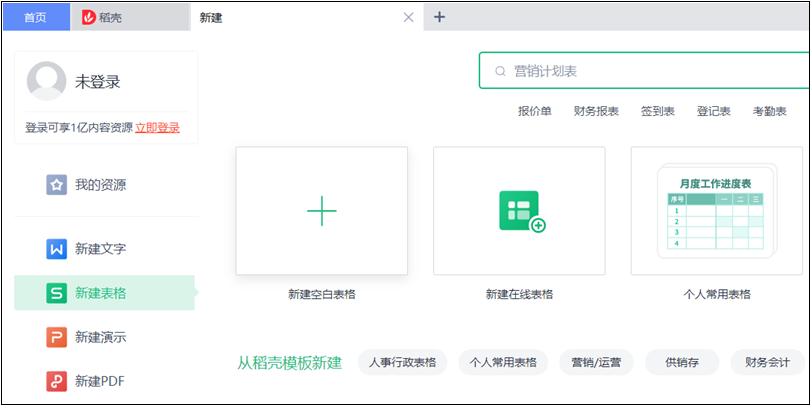 首页
稻壳
新建
未登录
登录可享1亿内容资源 立即登录
我的资源
新建文字
新建表格
新建演示
新建PDF
营销计划表
报价单 财务报表 签到表 登记表 考勤表
月度工作进度表
序号 一 二 三
1
2
3
4
新建空白表格 新建在线表格 个人常用表格
从稻壳模板新建 人事行政表格 个人常用表格 营销/运营 供销存 财务会计